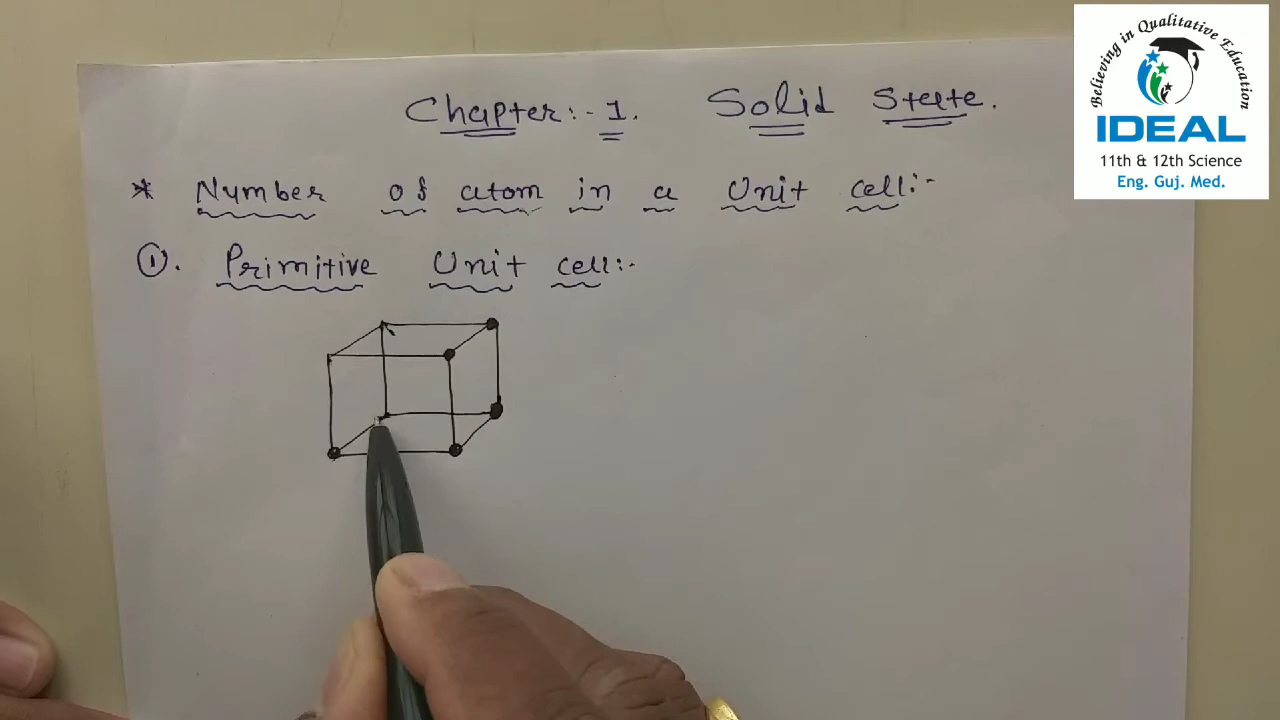 Believing in Qualitative Education
IDEAL
11th & 12th Science
Eng. Guj. Med.
Chapter:- 1. Solid State.
* Number of atom in a Unit cell:-
①. Primitive Unit cell:-